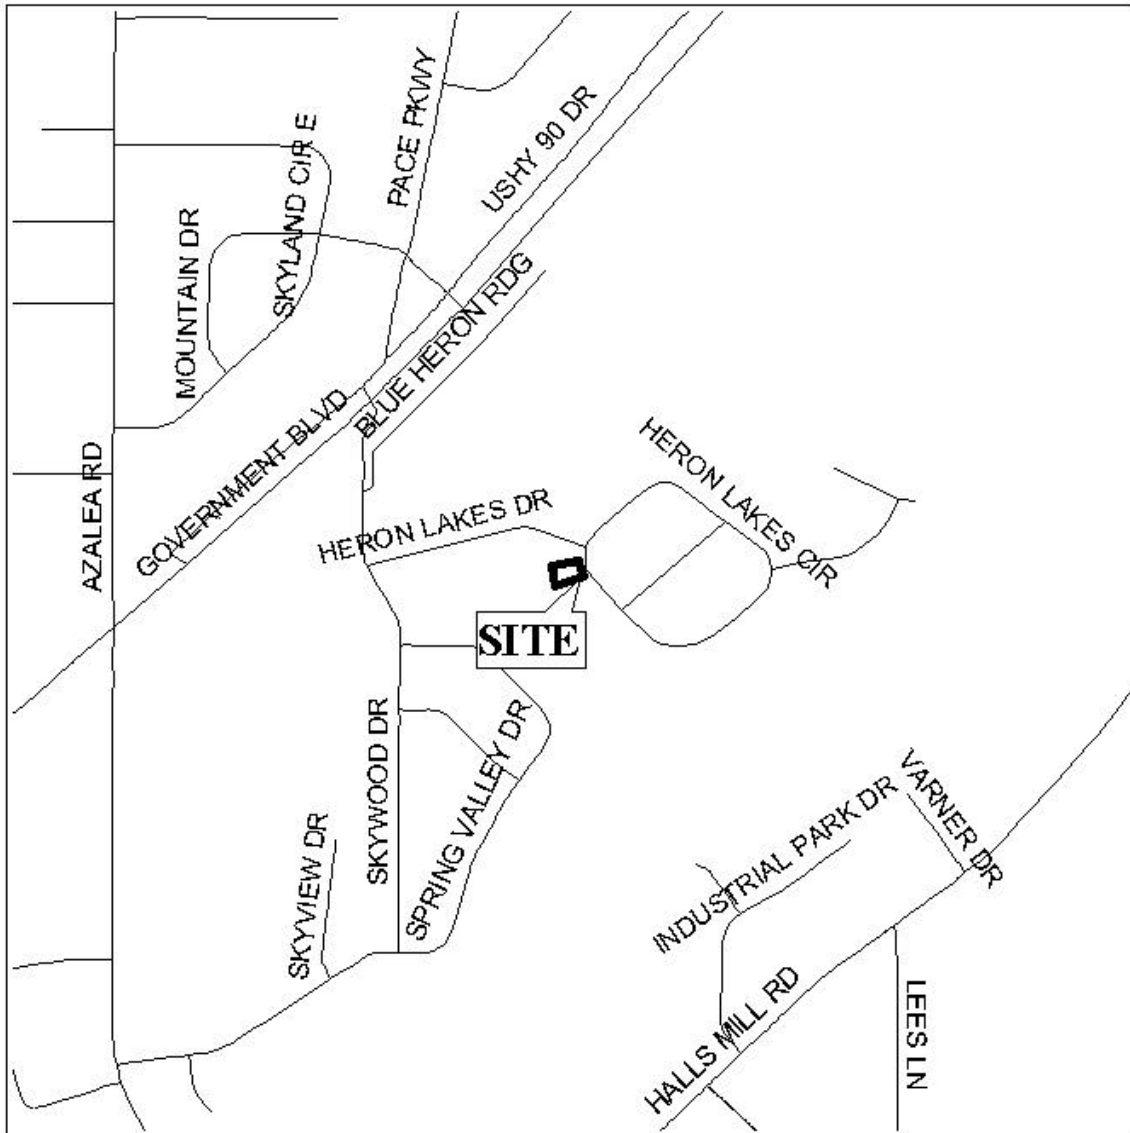 PACE PKWY
USHY 90 DR
SKYLAND CIR E
MOUNTAIN DR
BLUE HERON RDG
GOVERNMENT BLVD
AZALEA RD
HERON LAKES DR
HERON LAKES CIR
SITE
SKYWOOD DR
SPRING VALLEY DR
SKYVIEW DR
INDUSTRIAL PARK DR
VARNER DR
HALLS MILL RD
LEES LN